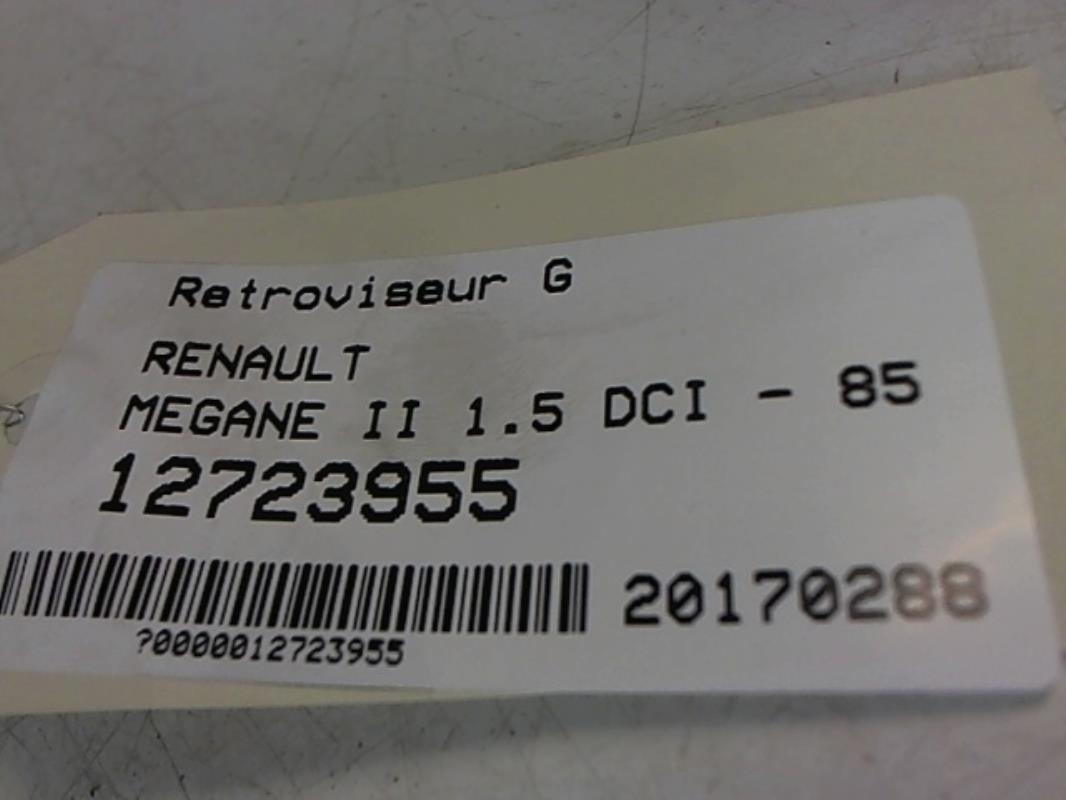 Retroviseur G
RENAULT
MEGANE II 1.5 DCI - 85
12723955
20170288
?0000012723955